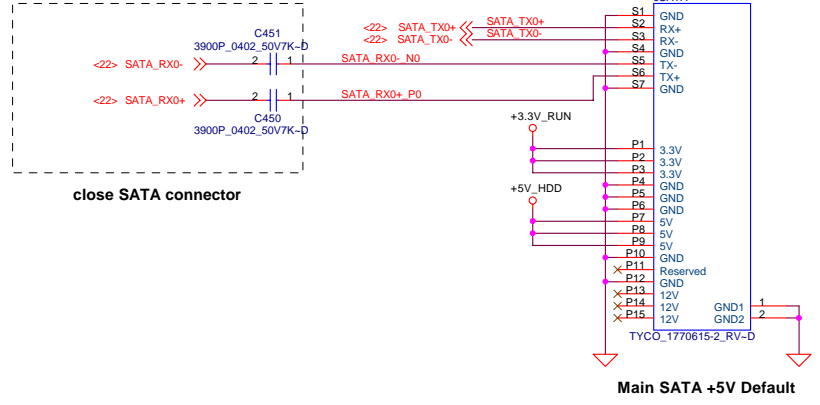 C451
3900P_0402_50V7K~D
<22> SATA_RX0-
2
1
SATA_RX0-_N0
<22> SATA_RX0+
2
1
SATA_RX0+_P0
C450
3900P_0402_50V7K~D
close SATA connector
<22> SATA_TX0+
SATA_TX0+
<22> SATA_TX0-
SATA_TX0-
+3.3V_RUN
+5V_HDD
S1 GND
S2 RX+
S3 RX-
S4 GND
S5 TX-
S6 TX+
S7 GND
P1 3.3V
P2 3.3V
P3 3.3V
P4 GND
P5 GND
P6 GND
P7 5V
P8 5V
P9 5V
P10 GND
P11 Reserved
P12 GND
P13 12V
P14 12V
P15 12V
GND1 1
GND2 2
TYCO_1770615-2_RV~D
Main SATA +5V Default